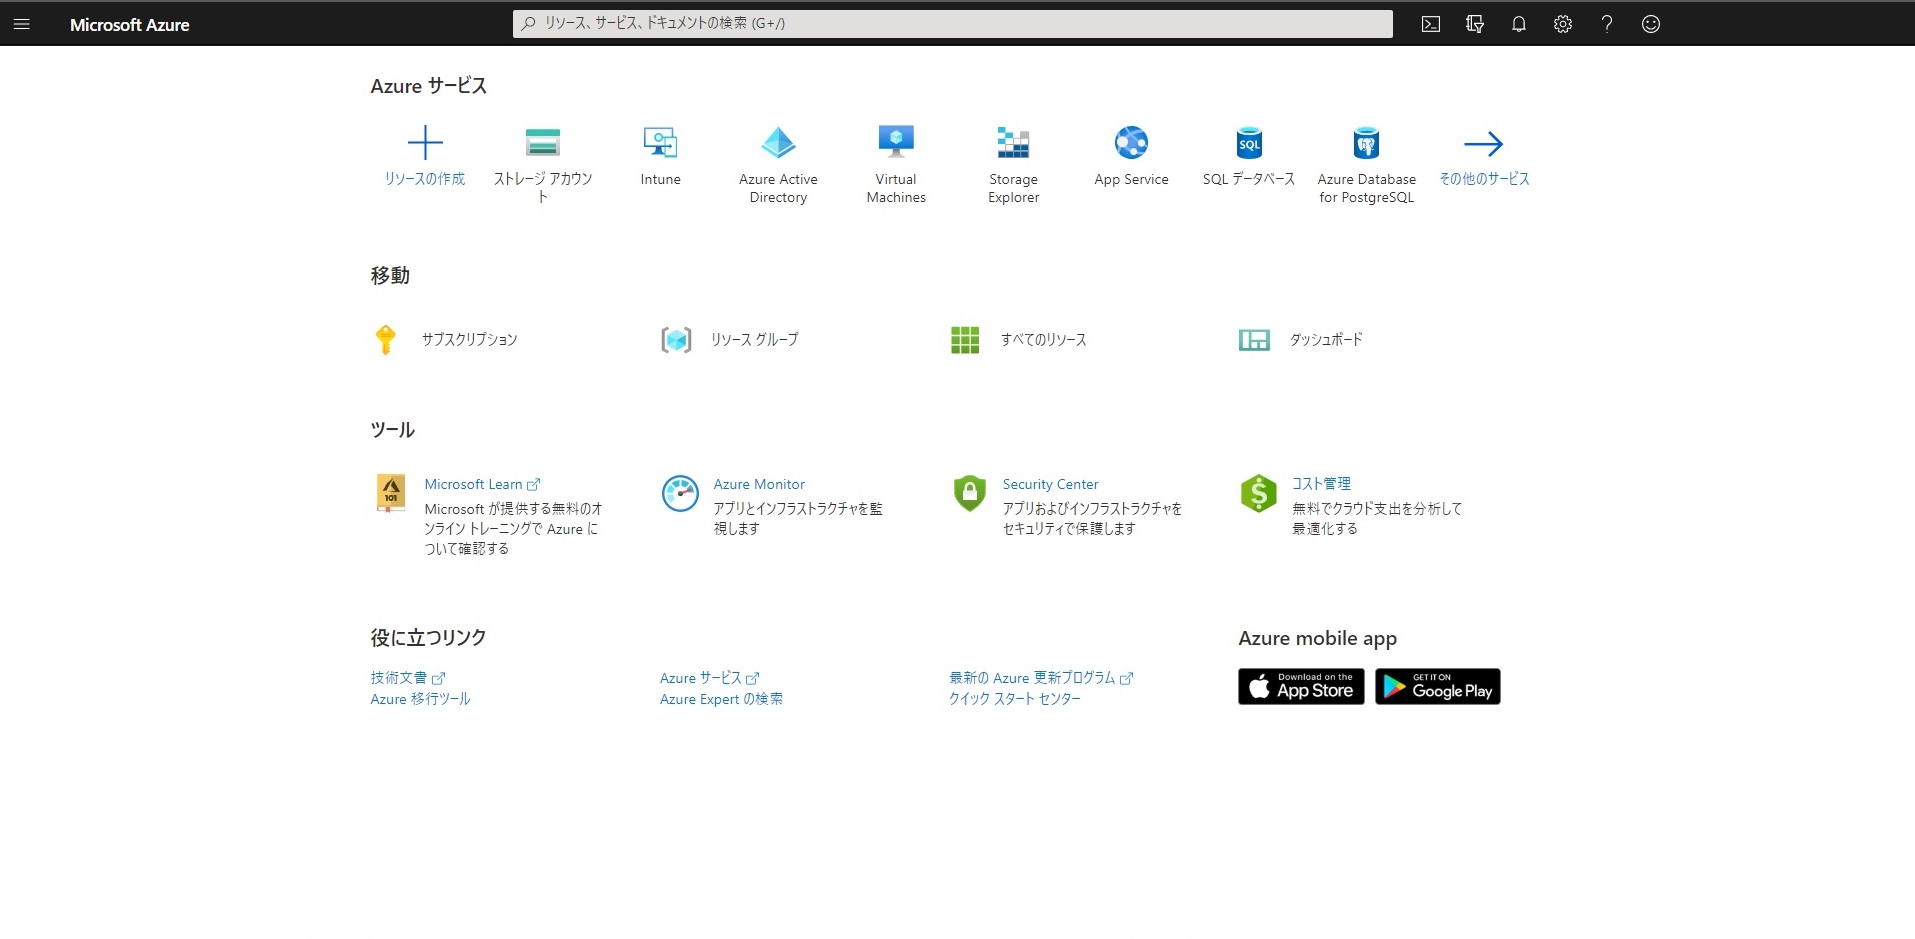 Microsoft Azure
リソース、サービス、ドキュメントの検索 (G+/)
Azure サービス
リソースの作成
ストレージ アカウン
ト
Intune
Azure Active
Directory
Virtual
Machines
Storage
Explorer
App Service
SQL
SQL データベース
Azure Database
for PostgreSQL
その他のサービス
移動
サブスクリプション
リソース グループ
すべてのリソース
ダッシュボード
ツール
101
Microsoft Learn
Microsoft が提供する無料のオ
ンライン トレーニングで Azure に
ついて確認する
Azure Monitor
アプリとインフラストラクチャを監
視します
Security Center
アプリおよびインフラストラクチャを
セキュリティで保護します
$
コスト管理
無料でクラウド支出を分析して
最適化する
役に立つリンク
技術文書
Azure 移行ツール
Azure サービス
Azure Expert の検索
最新の Azure 更新プログラム
クイック スタート センター
Azure mobile app
Download on the
App Store
GET IT ON
Google Play